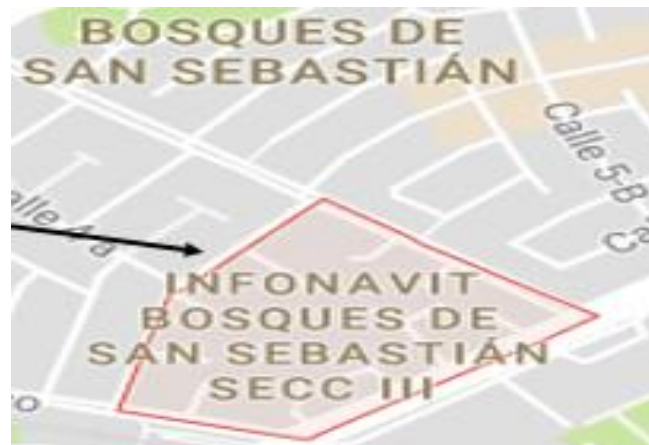 BOSQUES DE
SAN SEBASTIÁN
Calle 5-B
INFONAVIT
BOSQUES DE
SAN SEBASTIÁN
SECC III